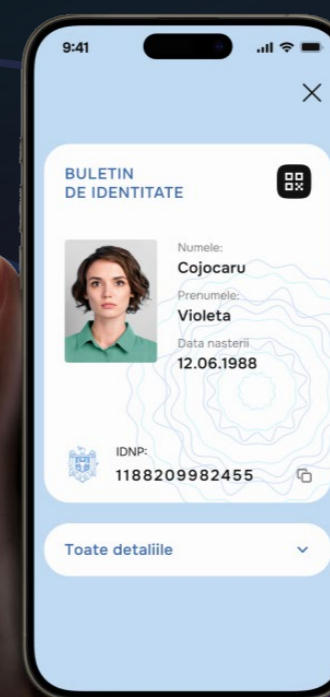 9:41
BULETIN
DE IDENTITATE
Numele:
Cojocaru
Prenumele:
Violeta
Data nasterii
12.06.1988
IDNP:
1188209982455
Toate detaliile